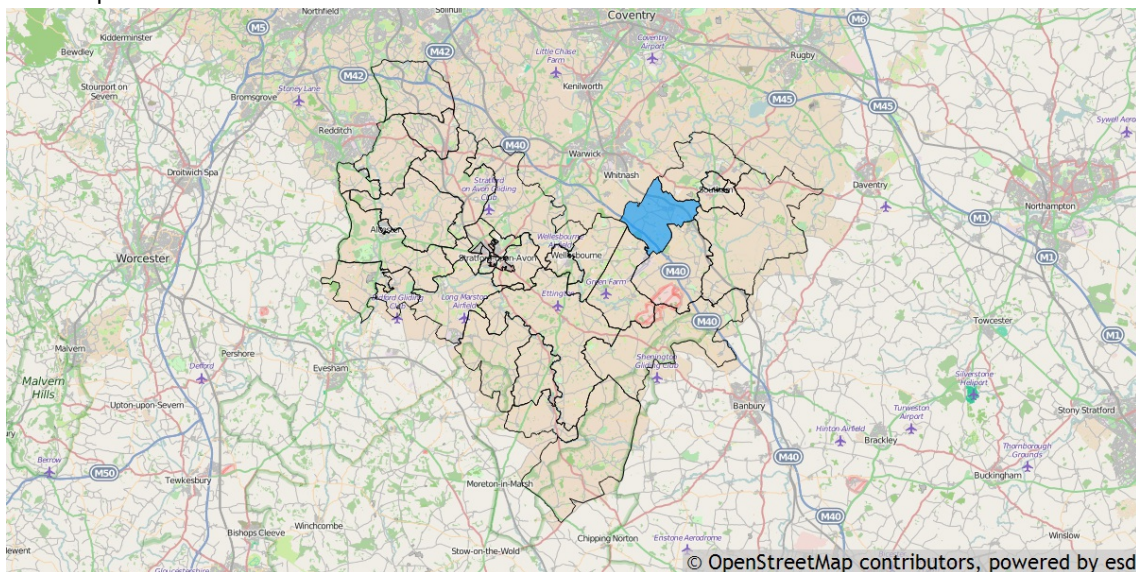 Northfield
Solihull
Coventry
M6
Kidderminster
M5
Bewdley
M42
Coventry Airport
Rugby
Little Chase Farm
M42
Stourport on Severn
Stoney Lane
Kenilworth
Bromsgrove
M45
M45
Redditch
M40
Warwick
Droitwich Spa
Whitnash
Stratford on Avon Gliding Club
Southam
Daventry
Northampton
M1
Alcester
Worcester
Wellesbourne
Stratford-upon-Avon
M1
M40
Green Farm
Long Marston Airfield
Ettington
Gliding Club
M40
Towcester
M1
Malvern
Pershore
Shenington Gliding Club
Defford
Evesham
Malvern Hills
Silverstone Heliport
Upton-upon-Severn
Banbury
Turweston Airport
Stony Stratford
Hinton Airfield
Brackley
Berrow
M50
M40
Thornborough Grounds
Tewkesbury
Moreton-in-Marsh
Buckingham
M40
Winchcombe
Bishops Cleeve
Chipping Norton
Winslow
Enstone Aerodrome
Stow-on-the-Wold
Gloucestershire
© OpenStreetMap contributors, powered by esd